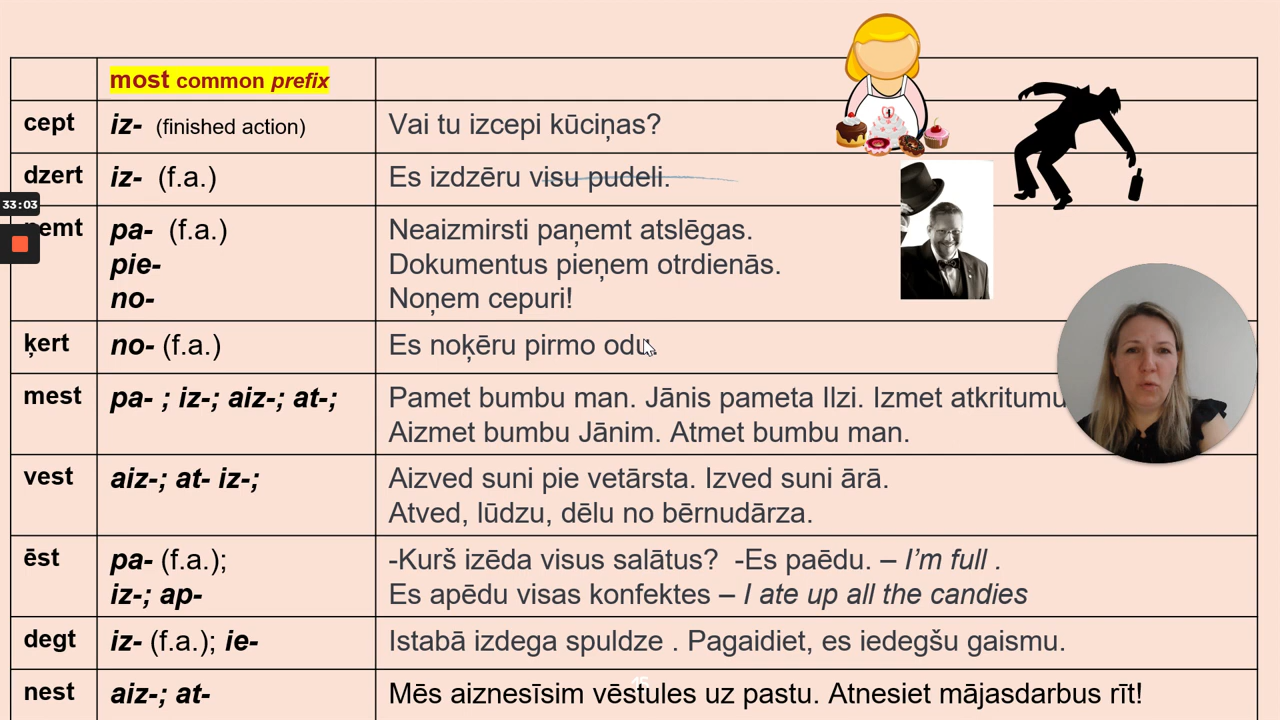 most common prefix
cept iz- (finished action) Vai tu izcepi kūciņas?
dzert iz- (f.a.) Es izdzēru visu pudeli.
33:03
pa- (f.a.) Neaizmirsti paņemt atslēgas.
pie- Dokumentus pieņem otrdienās.
no- Noņem cepuri!
ķert no- (f.a.) Es noķēru pirmo odu.
mest pa- ; iz-; aiz-; at-; Pamet bumbu man. Jānis pameta Ilzi. Izmet
Aizmet bumbu Jānim. Atmet bumbu man.
vest aiz-; at- iz-; Aizved suni pie vetārsta. Izved suni ārā.
Atved, lūdzu, dēlu no bērnudārza.
ēst pa- (f.a.); -Kurš izēda visus salātus? -Es paēdu. – I’m full .
iz-; ap- Es apēdu visas konfektes – I ate up all the candies
degt iz- (f.a.); ie- Istabā izdega spuldze . Pagaidiet, es iedegšu gaismu.
nest aiz-; at- Mēs aiznesīsim vēstules uz pastu. Atnesiet mājasdarbus rīt!